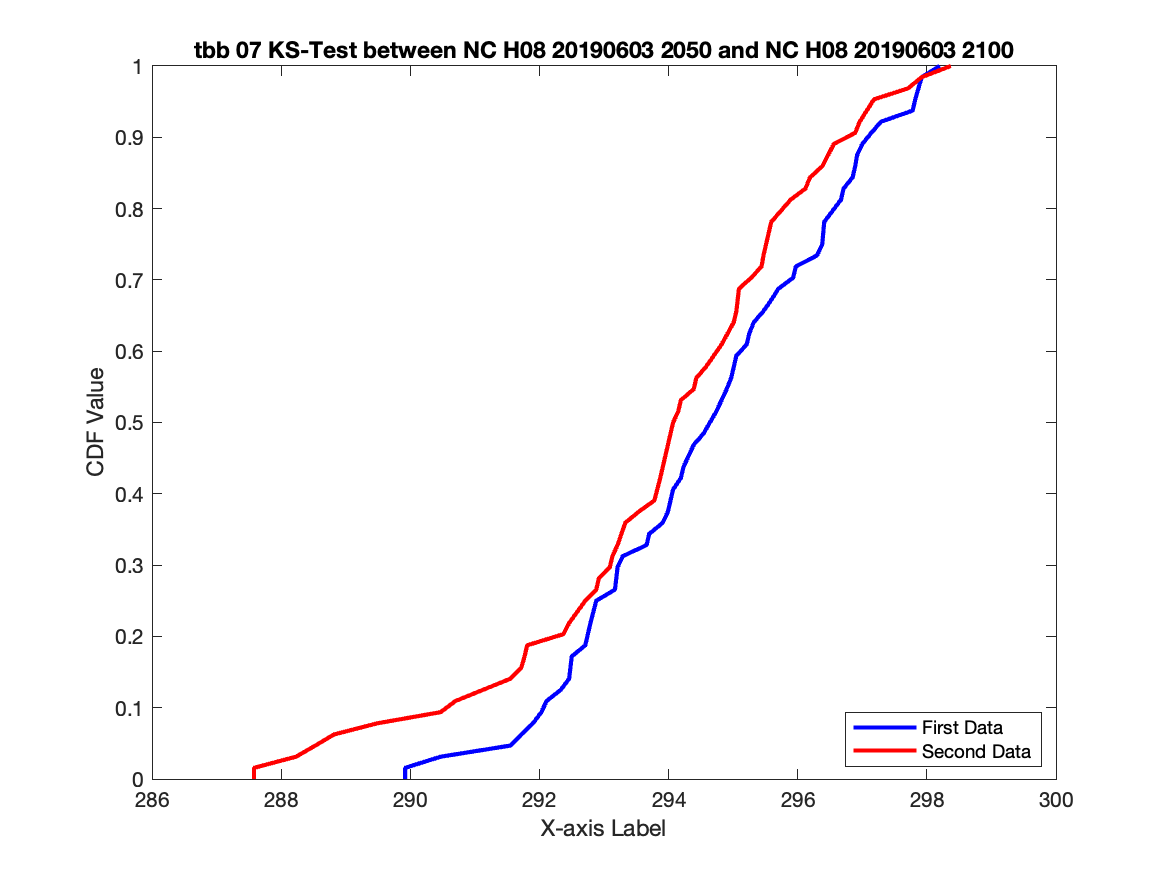 tbb 07 KS-Test between NC H08 20190603 2050 and NC H08 20190603 2100
1
0.9
0.8
0.7
0.6
0.5
0.4
0.3
0.2
0.1
0
CDF Value
First Data
Second Data
286 288 290 292 294 296 298 300
X-axis Label